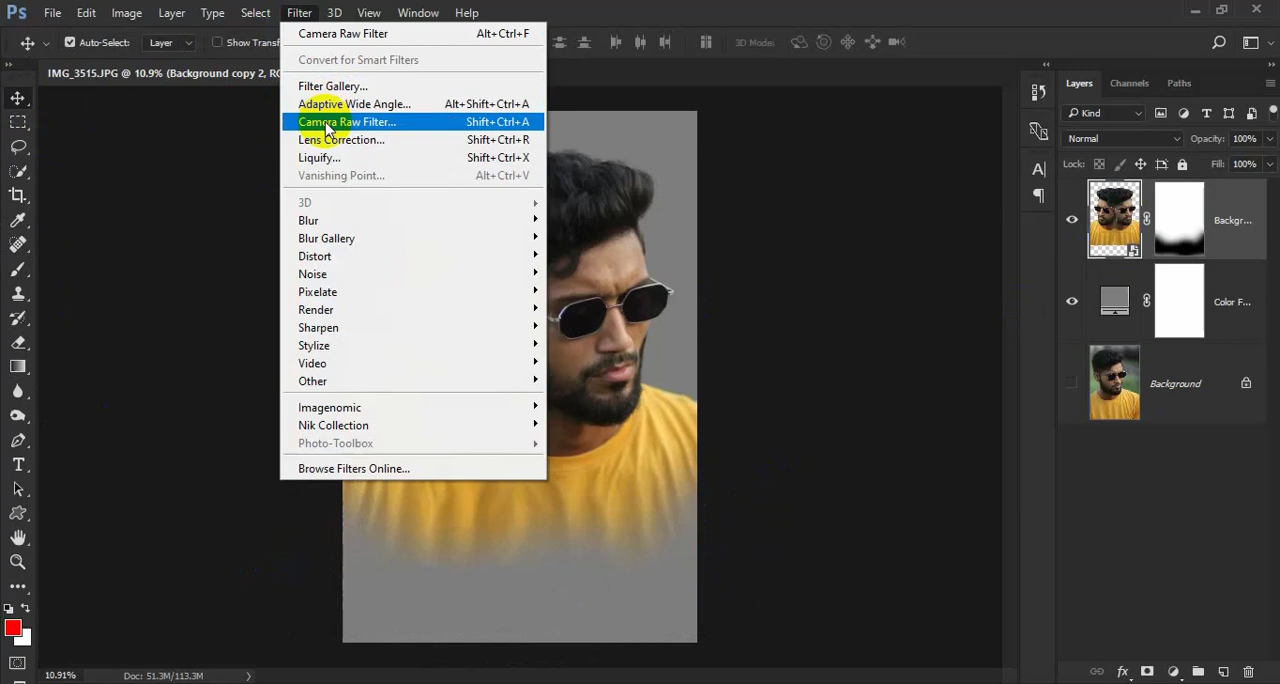 Ps File Edit Image Layer Type Select Filter 3D View Window Help
Auto-Select: Layer Show Transf 3D Mode:
IMG_3515.JPG @ 10.9% (Background copy 2, RG
Camera Raw Filter Alt+Ctrl+F
Convert for Smart Filters
Filter Gallery...
Adaptive Wide Angle... Alt+Shift+Ctrl+A
Camera Raw Filter... Shift+Ctrl+A
Lens Correction... Shift+Ctrl+R
Liquify... Shift+Ctrl+X
Vanishing Point... Alt+Ctrl+V
3D
Blur
Blur Gallery
Distort
Noise
Pixelate
Render
Sharpen
Stylize
Video
Other
Imagenomic
Nik Collection
Photo-Toolbox
Browse Filters Online...
Layers Channels Paths
Kind
Normal Opacity: 100%
Lock: Fill: 100%
Backgr...
Color F...
Background
10.91% Doc: 51.3M/113.3M